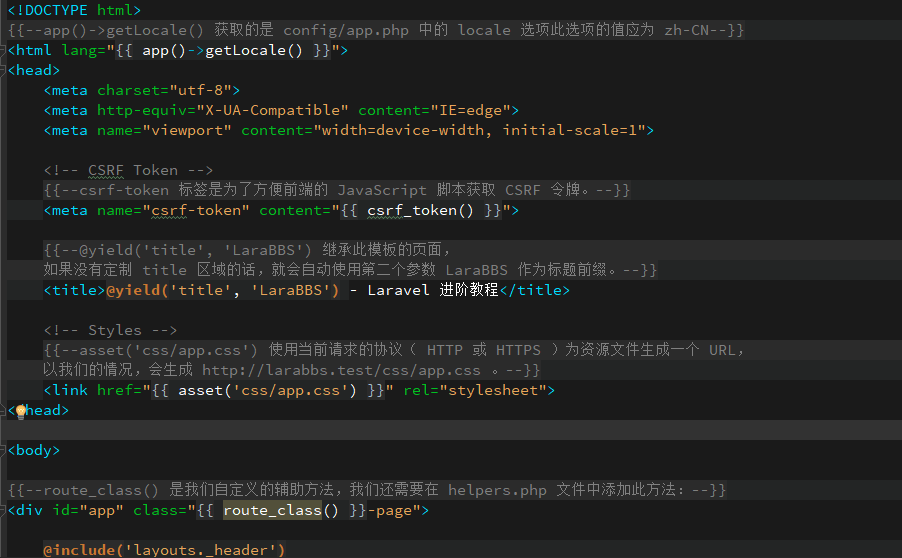 <!DOCTYPE html>
{{--app()->getLocale() 获取的是 config/app.php 中的 locale 选项此选项的值应为 zh-CN--}}
<html lang="{{ app()->getLocale() }}">
<head>
<meta charset="utf-8">
<meta http-equiv="X-UA-Compatible" content="IE=edge">
<meta name="viewport" content="width=device-width, initial-scale=1">
<!-- CSRF Token -->
{{--csrf-token 标签是为了方便前端的 JavaScript 脚本获取 CSRF 令牌。--}}
<meta name="csrf-token" content="{{ csrf_token() }}">
{{--@yield('title', 'LaraBBS') 继承此模板的页面，
如果没有定制 title 区域的话，就会自动使用第二个参数 LaraBBS 作为标题前缀。--}}
<title>@yield('title', 'LaraBBS') - Laravel 进阶教程</title>
<!-- Styles -->
{{--asset('css/app.css') 使用当前请求的协议（ HTTP 或 HTTPS ）为资源文件生成一个 URL，
以我们的情况，会生成 http://larabbs.test/css/app.css 。--}}
<link href="{{ asset('css/app.css') }}" rel="stylesheet">
</head>
<body>
{{--route_class() 是我们自定义的辅助方法，我们还需要在 helpers.php 文件中添加此方法：--}}
<div id="app" class="{{ route_class() }}-page">
@include('layouts._header')